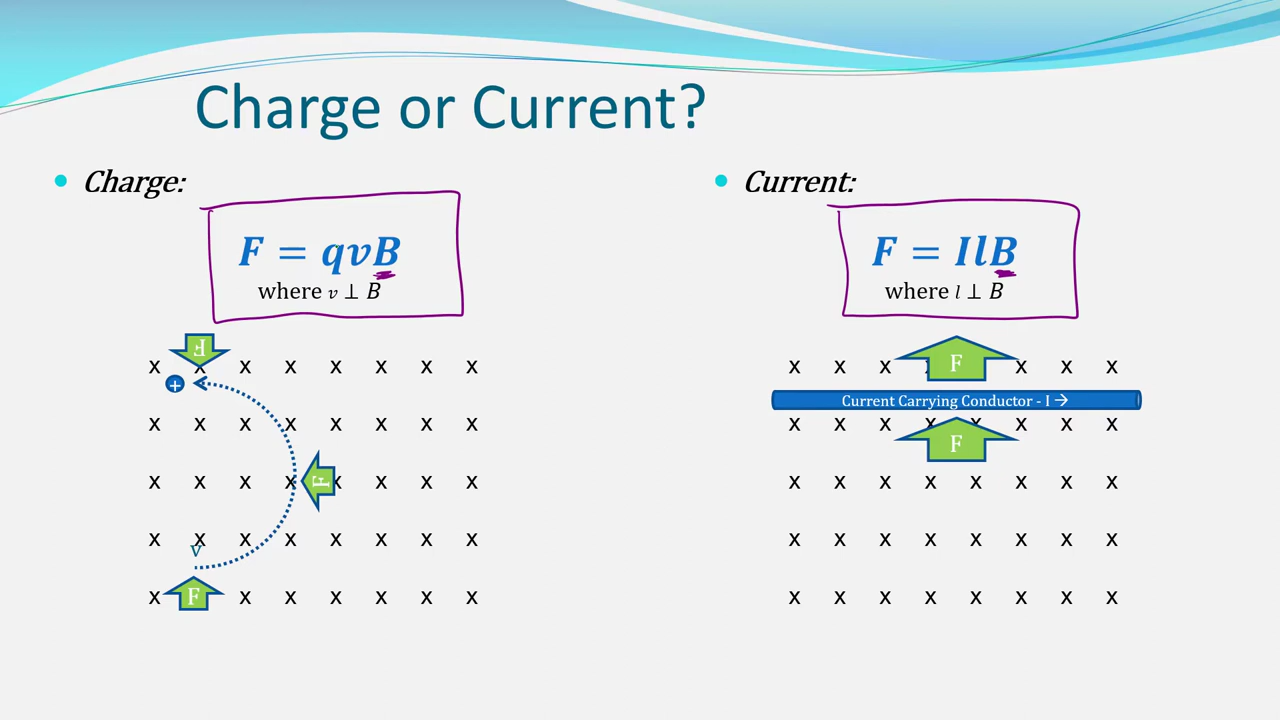 Charge or Current?
• Charge:
F = qvB
where v ⊥ B
F
x x x x x x x x
+
x x x x x x x x
x x x x x x x x
F
x x x x x x x x
v
x F x x x x x x
• Current:
F = IlB
where l ⊥ B
x x x F x x x
Current Carrying Conductor - I →
x x x x x x x x
F
x x x x x x x x
x x x x x x x x
x x x x x x x x